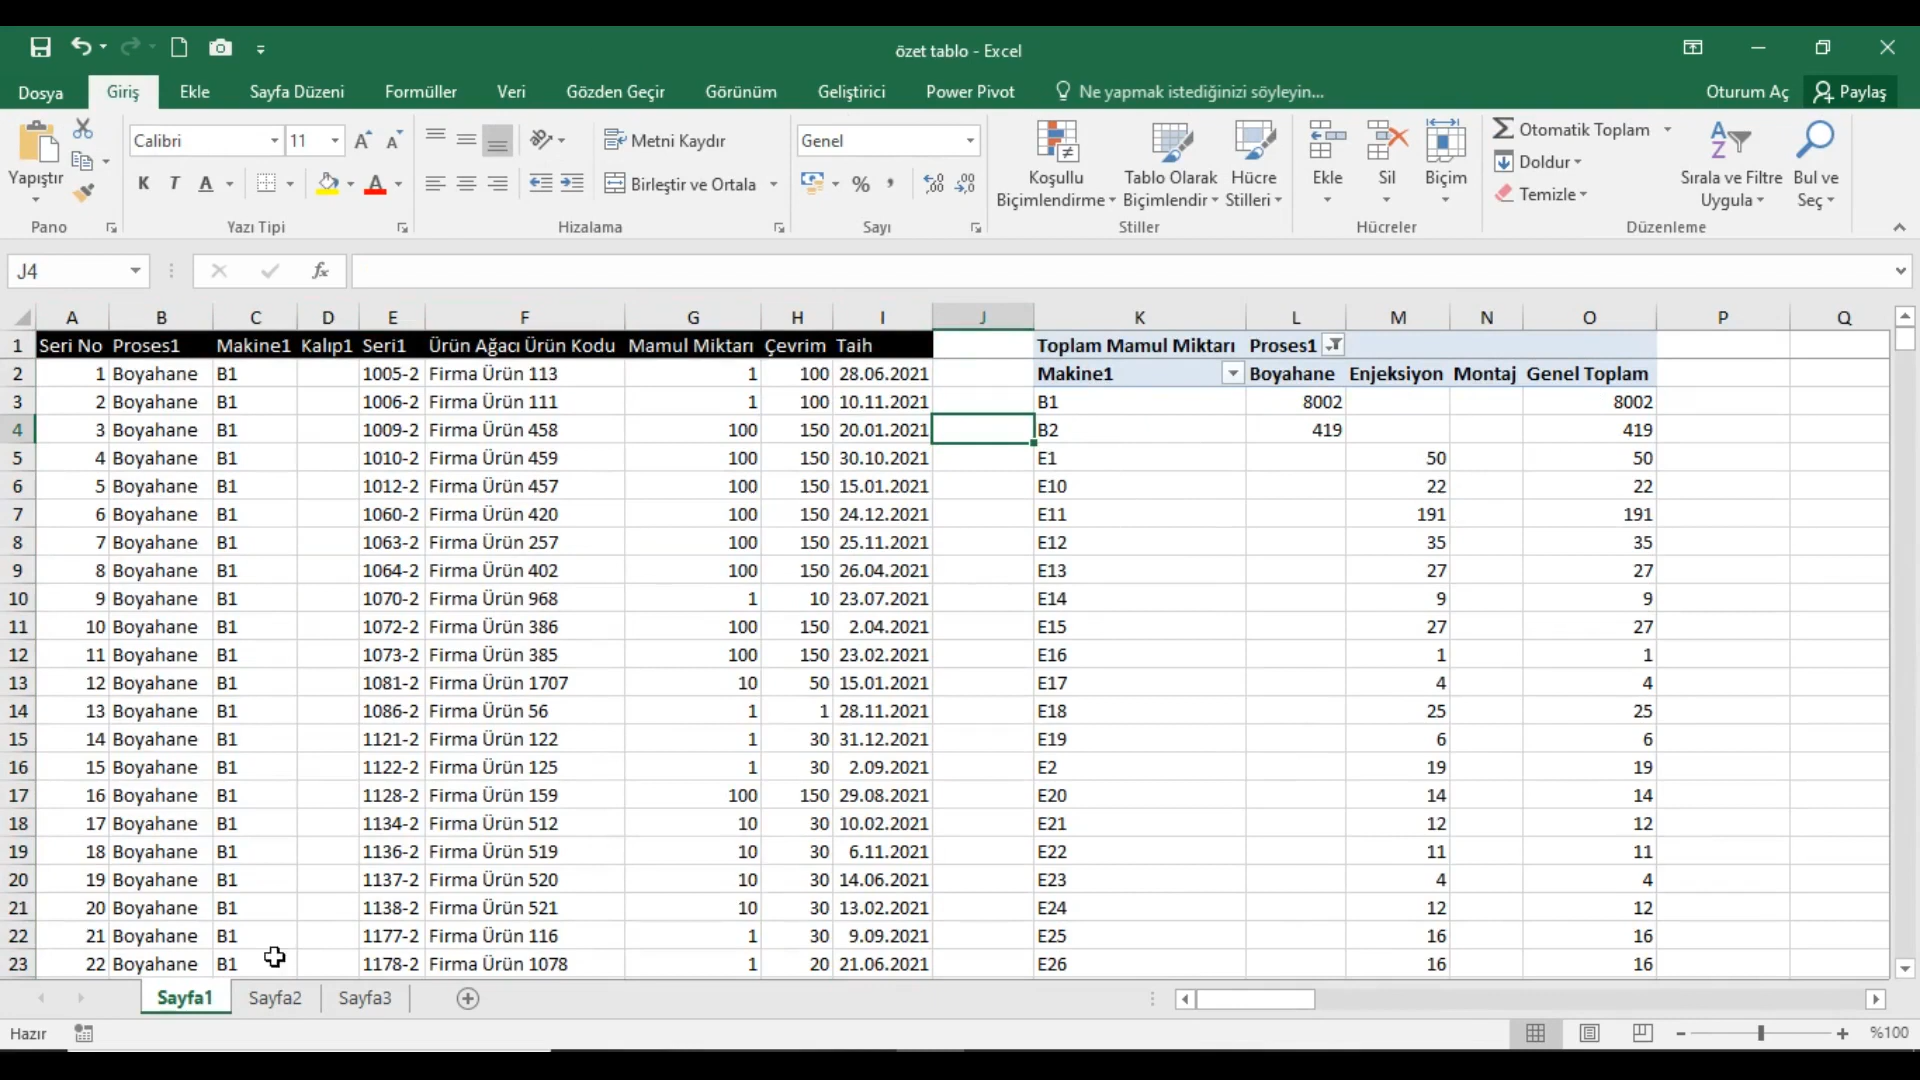 özet tablo - Excel
Dosya Giriş Ekle Sayfa Düzeni Formüller Veri Gözden Geçir Görünüm Geliştirici Power Pivot Ne yapmak istediğinizi söyleyin... Oturum Aç Paylaş
Calibri 11 Metni Kaydır Genel Otomatik Toplam
Doldur
Yapıştır K T A A Birleştir ve Ortala % Koşullu Tablo Olarak Hücre Ekle Sil Biçim Sırala ve Filtre Bul ve
Biçimlendirme Biçimlendir Stilleri Temizle Uygula Seç
Pano Yazı Tipi Hizalama Sayı Stiller Hücreler Düzenleme
J4 fx
A B C D E F G H I J K L M N O P Q
1 Seri No Proses1 Makine1 Kalıp1 Seri1 Ürün Ağacı Ürün Kodu Mamul Miktarı Çevrim Taih Toplam Mamul Miktarı Proses1
2 1 Boyahane B1 1005-2 Firma Ürün 113 1 100 28.06.2021 Makine1 Boyahane Enjeksiyon Montaj Genel Toplam
3 2 Boyahane B1 1006-2 Firma Ürün 111 1 100 10.11.2021 B1 8002 8002
4 3 Boyahane B1 1009-2 Firma Ürün 458 100 150 20.01.2021 B2 419 419
5 4 Boyahane B1 1010-2 Firma Ürün 459 100 150 30.10.2021 E1 50 50
6 5 Boyahane B1 1012-2 Firma Ürün 457 100 150 15.01.2021 E10 22 22
7 6 Boyahane B1 1060-2 Firma Ürün 420 100 150 24.12.2021 E11 191 191
8 7 Boyahane B1 1063-2 Firma Ürün 257 100 150 25.11.2021 E12 35 35
9 8 Boyahane B1 1064-2 Firma Ürün 402 100 150 26.04.2021 E13 27 27
10 9 Boyahane B1 1070-2 Firma Ürün 968 1 10 23.07.2021 E14 9 9
11 10 Boyahane B1 1072-2 Firma Ürün 386 100 150 2.04.2021 E15 27 27
12 11 Boyahane B1 1073-2 Firma Ürün 385 100 150 23.02.2021 E16 1 1
13 12 Boyahane B1 1081-2 Firma Ürün 1707 10 50 15.01.2021 E17 4 4
14 13 Boyahane B1 1086-2 Firma Ürün 56 1 1 28.11.2021 E18 25 25
15 14 Boyahane B1 1121-2 Firma Ürün 122 1 30 31.12.2021 E19 6 6
16 15 Boyahane B1 1122-2 Firma Ürün 125 1 30 2.09.2021 E2 19 19
17 16 Boyahane B1 1128-2 Firma Ürün 159 100 150 29.08.2021 E20 14 14
18 17 Boyahane B1 1134-2 Firma Ürün 512 10 30 10.02.2021 E21 12 12
19 18 Boyahane B1 1136-2 Firma Ürün 519 10 30 6.11.2021 E22 11 11
20 19 Boyahane B1 1137-2 Firma Ürün 520 10 30 14.06.2021 E23 4 4
21 20 Boyahane B1 1138-2 Firma Ürün 521 10 30 13.02.2021 E24 12 12
22 21 Boyahane B1 1177-2 Firma Ürün 116 1 30 9.09.2021 E25 16 16
23 22 Boyahane B1 1178-2 Firma Ürün 1078 1 20 21.06.2021 E26 16 16
Sayfa1 Sayfa2 Sayfa3
Hazır %100